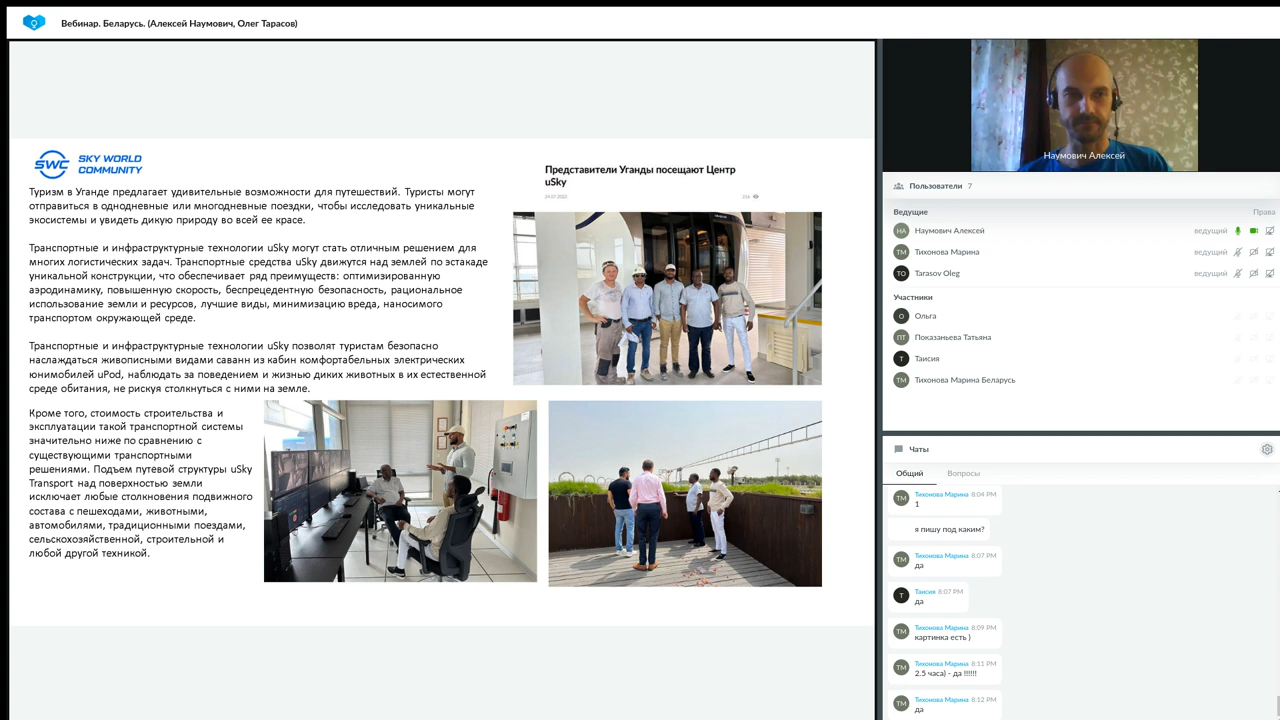 Вебинар. Беларусь. (Алексей Наумович, Олег Тарасов)
SWC SKY WORLD
COMMUNITY
Туризм в Уганде предлагает удивительные возможности для путешествий. Туристы могут
отправиться в однодневные или многодневные поездки, чтобы исследовать уникальные
экосистемы и увидеть дикую природу во всей ее красе.
Транспортные и инфраструктурные технологии uSky могут стать отличным решением для
многих логистических задач. Транспортные средства uSky движутся над землей по эстакаде
уникальной конструкции, что обеспечивает ряд преимуществ: оптимизированную
аэродинамику, повышенную скорость, беспрецедентную безопасность, рациональное
использование земли и ресурсов, лучшие виды, минимизацию вреда, наносимого
транспортом окружающей среде.
Транспортные и инфраструктурные технологии uSky позволят туристам безопасно
наслаждаться живописными видами саванн из кабин комфортабельных электрических
юнимобилей uPod, наблюдать за поведением и жизнью диких животных в их естественной
среде обитания, не рискуя столкнуться с ними на земле.
Кроме того, стоимость строительства и
эксплуатации такой транспортной системы
значительно ниже по сравнению с
существующими транспортными
решениями. Подъем путевой структуры uSky
Transport над поверхностью земли
исключает любые столкновения подвижного
состава с пешеходами, животными,
автомобилями, традиционными поездами,
сельскохозяйственной, строительной и
любой другой техникой.
Представители Уганды посещают Центр
uSky
Наумович Алексей
Пользователи 7
Ведущие Права
НА Наумович Алексей ведущий
ТМ Тихонова Марина ведущий
TO Tarasov Oleg ведущий
Участники
О Ольга
ПТ Показаньева Татьяна
Т Таисия
ТМ Тихонова Марина Беларусь
Чаты
Общий Вопросы
ТМ Тихонова Марина 8:04 PM
1
я пишу под каким?
ТМ Тихонова Марина 8:07 PM
да
Т Таисия 8:07 PM
да
ТМ Тихонова Марина 8:09 PM
картинка есть )
ТМ Тихонова Марина 8:11 PM
2.5 часа) - да !!!!!!
ТМ Тихонова Марина 8:12 PM
да